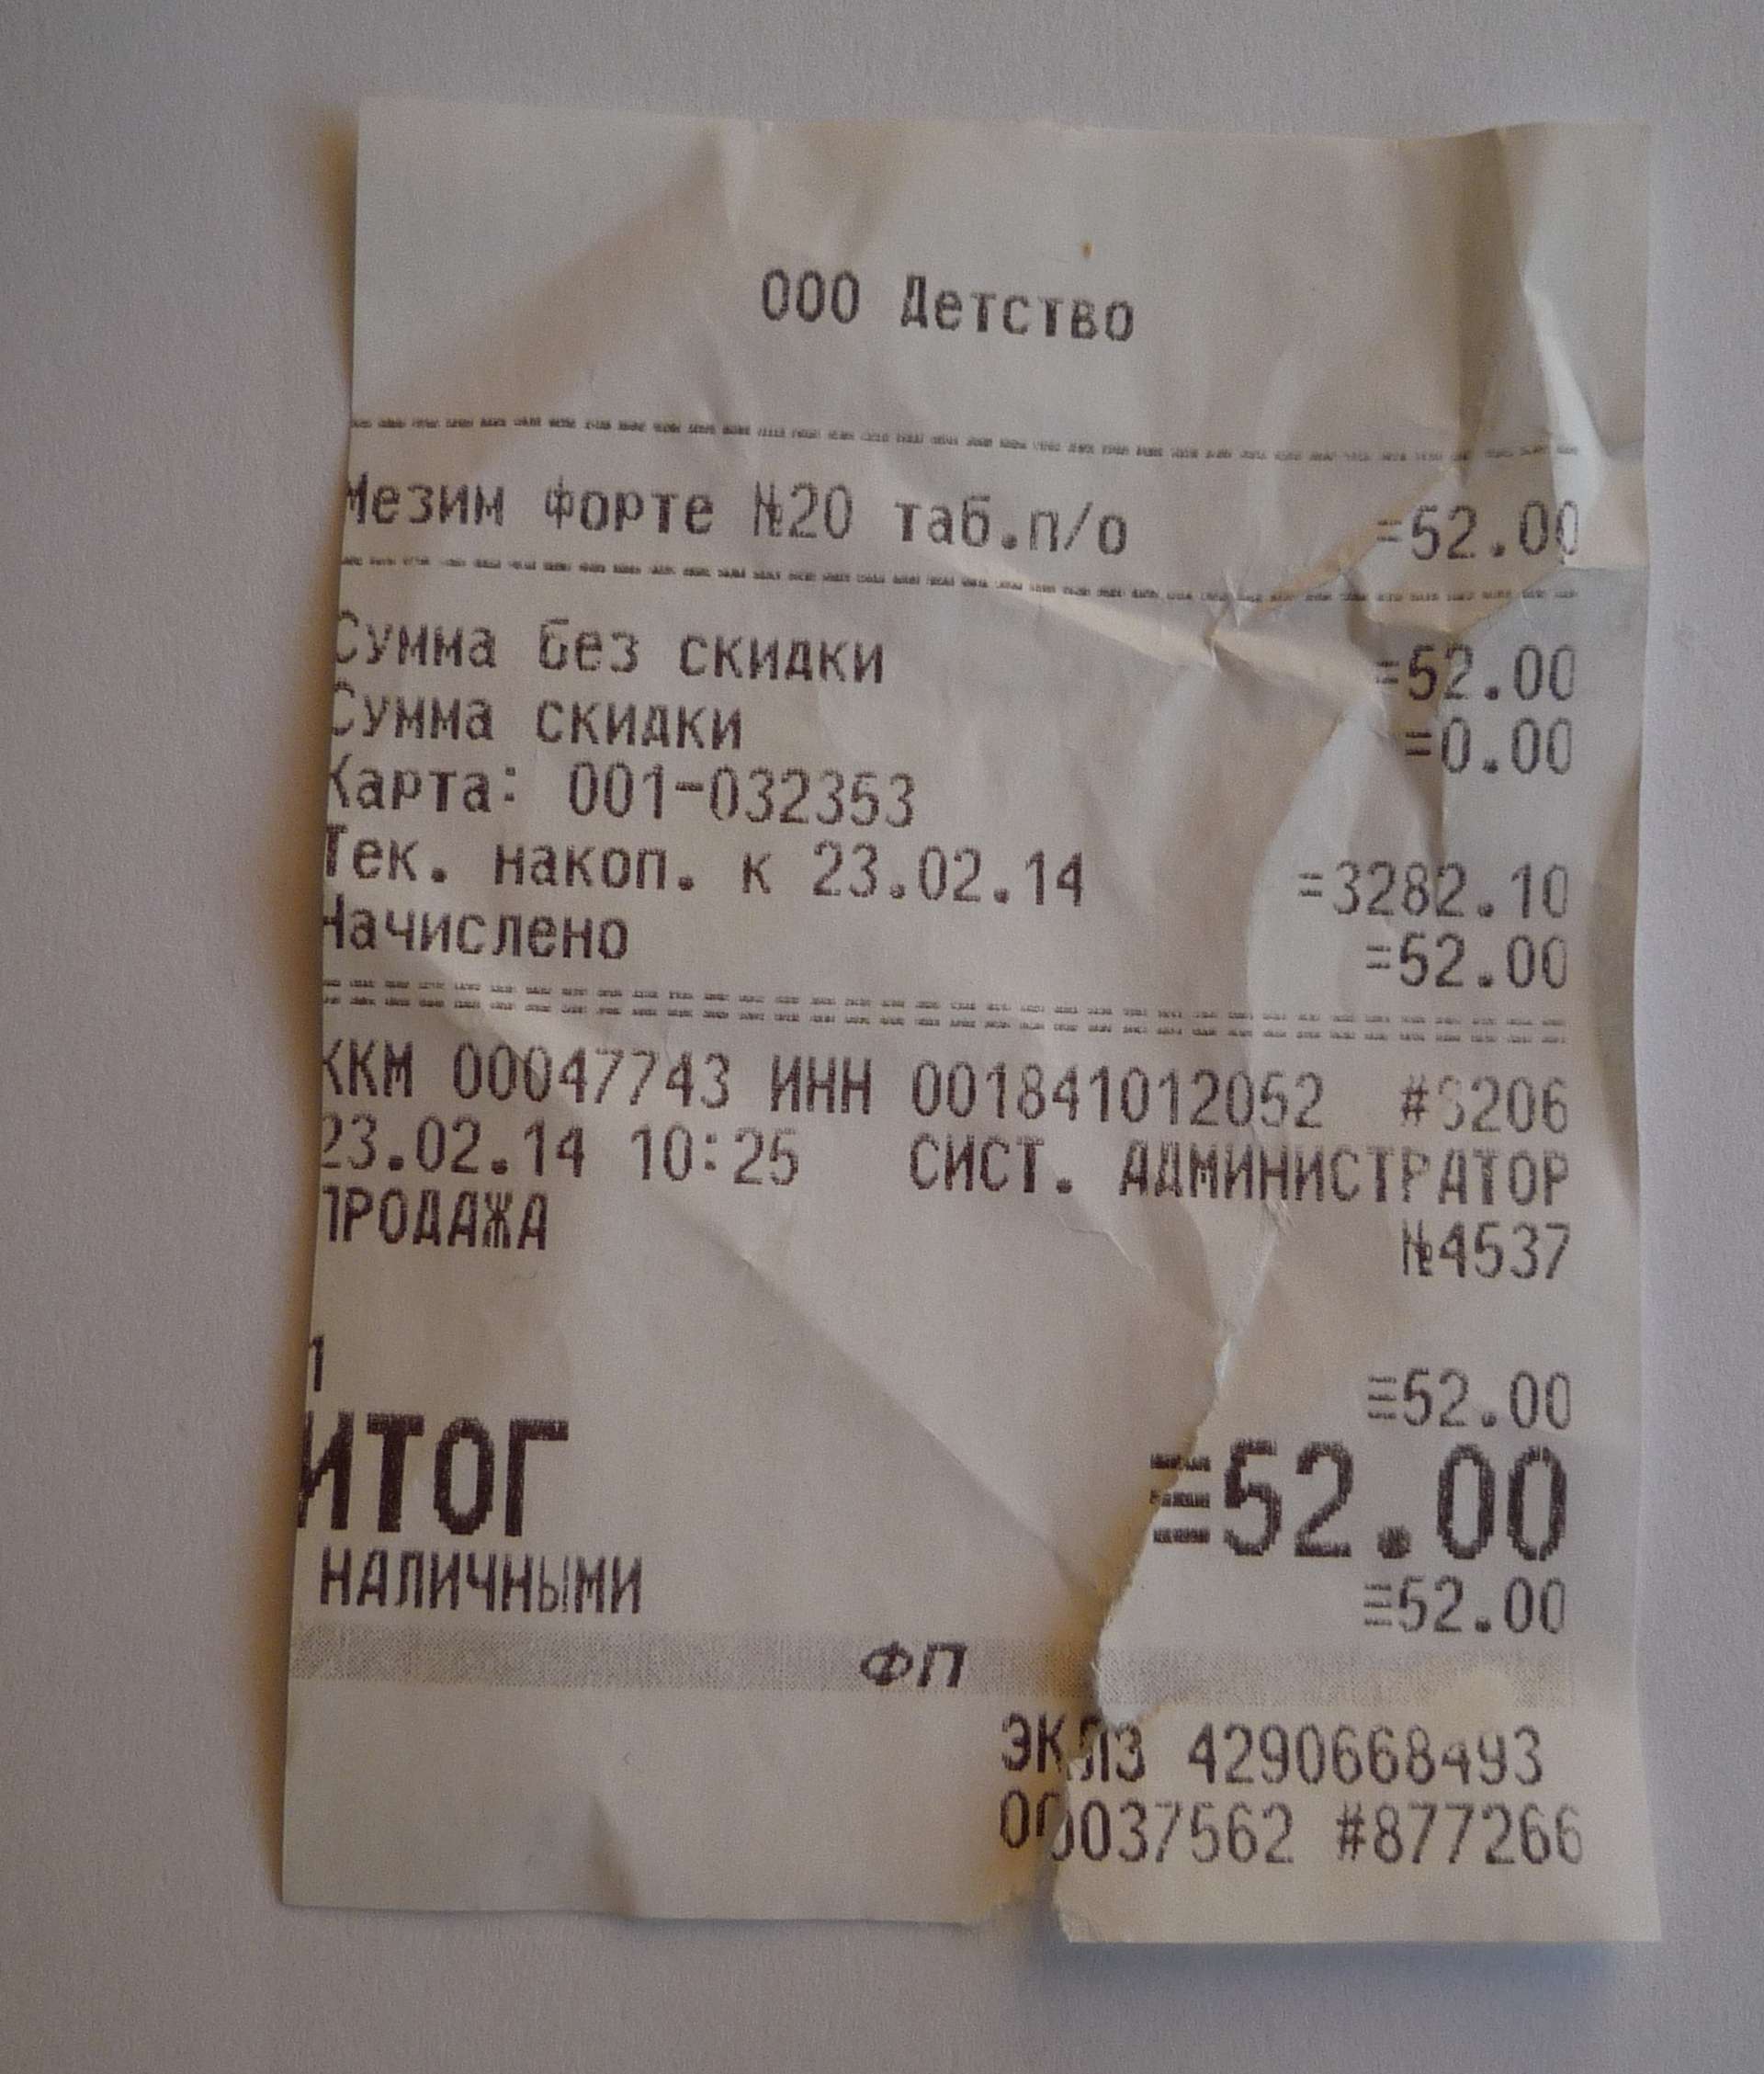 ООО Детство
Мезим форте №20 таб.п/о =52.00
Сумма без скидки =52.00
Сумма скидки =0.00
Карта: 001-032353
Тек. накоп. к 23.02.14 =3282.10
Начислено =52.00
ККМ 00047743 ИНН 001841012052
23.02.14 10:25 СИСТ. АДМИНИСТРАТОР
ПРОДАЖА №4537
1 ≡52.00
ИТОГ ≡52.00
НАЛИЧНЫМИ ≡52.00
ФП
ЭКЛЗ 4290668493
00037562 #877266